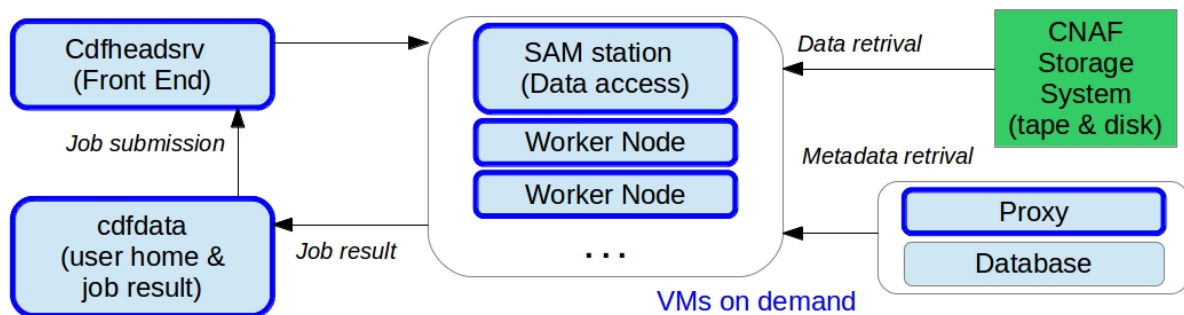 Cdfheadsrv
(Front End)
Job submission
cdfdata
(user home &
job result)
Job result
SAM station
(Data access)
Worker Node
Worker Node
. . .
VMs on demand
Data retrival
CNAF
Storage
System
(tape & disk)
Metadata retrival
Proxy
Database